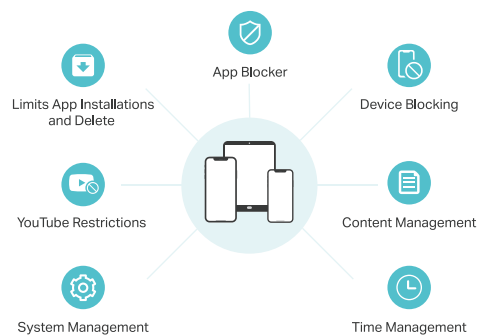 App Blocker
Limits App Installations
and Delete
Device Blocking
YouTube Restrictions
Content Management
System Management
Time Management